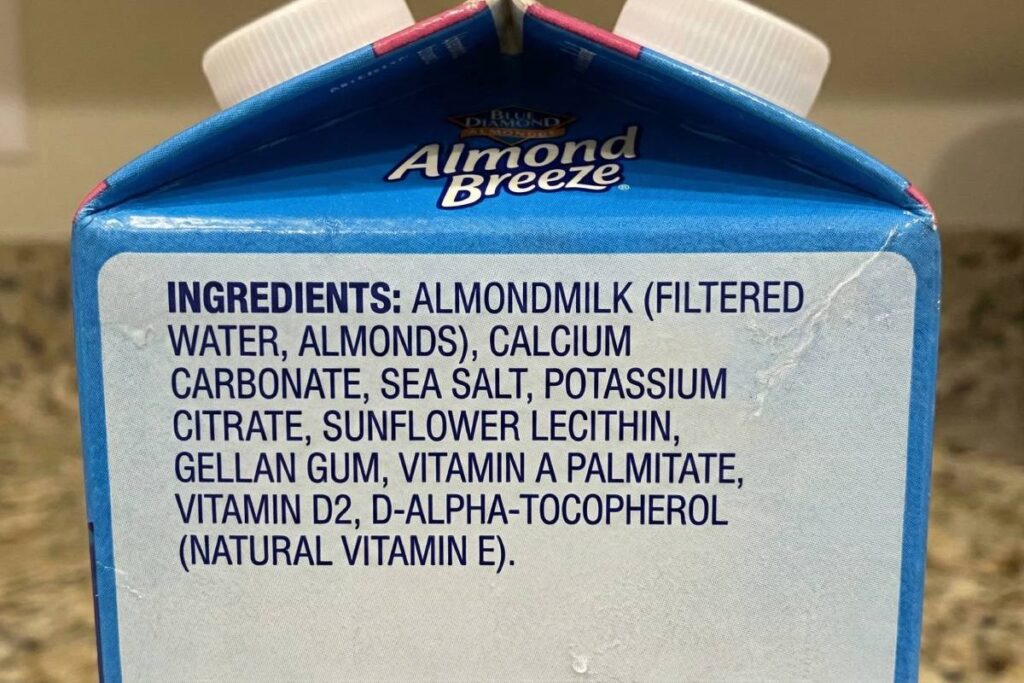 BLUE
DIAMOND
ALMONDS
Almond
Breeze®
INGREDIENTS: ALMONDMILK (FILTERED
WATER, ALMONDS), CALCIUM
CARBONATE, SEA SALT, POTASSIUM
CITRATE, SUNFLOWER LECITHIN,
GELLAN GUM, VITAMIN A PALMITATE,
VITAMIN D2, D-ALPHA-TOCOPHEROL
(NATURAL VITAMIN E).